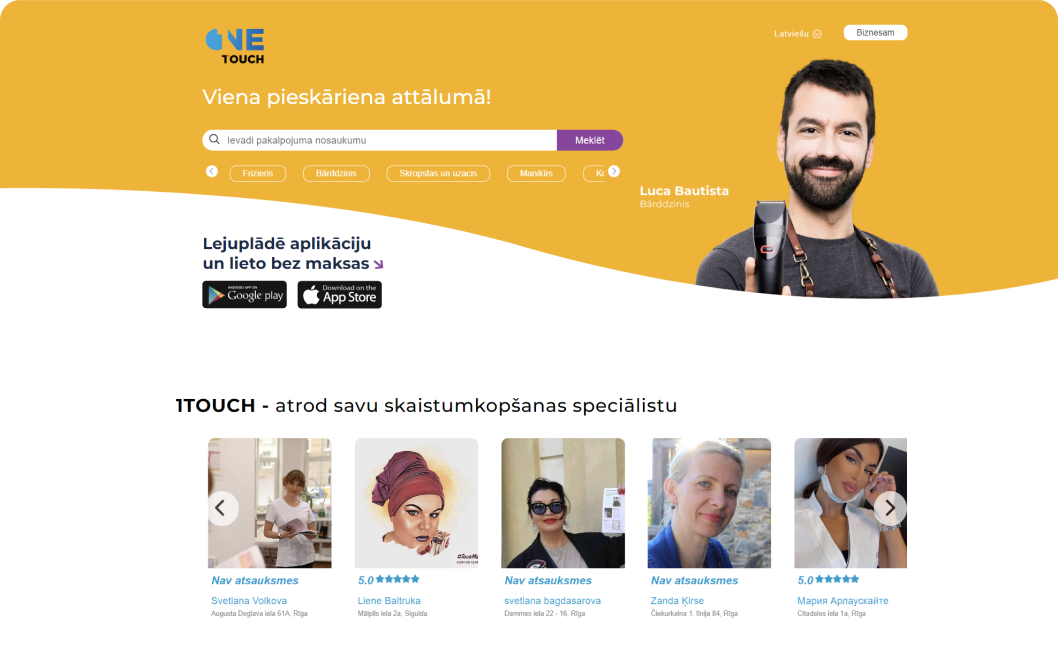 ONE
1TOUCH
Latviešu
Biznesam
Viena pieskāriena attālumā!
Ievadi pakalpojuma nosaukumu
Meklēt
Frizieris
Bārddzinis
Skropstas un uzacis
Manikīrs
Luca Bautista
Bārddzinis
Lejuplādē aplikāciju
un lieto bez maksas
ANDROID APP ON
Google play
Download on the
App Store
1TOUCH - atrod savu skaistumkopšanas speciālistu
Nav atsauksmes
Svetlana Volkova
Augusta Deglava iela 61A, Rīga
5.0
Liene Baltruka
Mālpils iela 2a, Sigulda
Nav atsauksmes
svetlana bagdasarova
Dammes iela 22 - 16, Rīga
Nav atsauksmes
Zanda Ķirse
Čiekurkalna 1. līnija 84, Rīga
5.0
Мария Арлаускайте
Citadeles iela 1a, Rīga